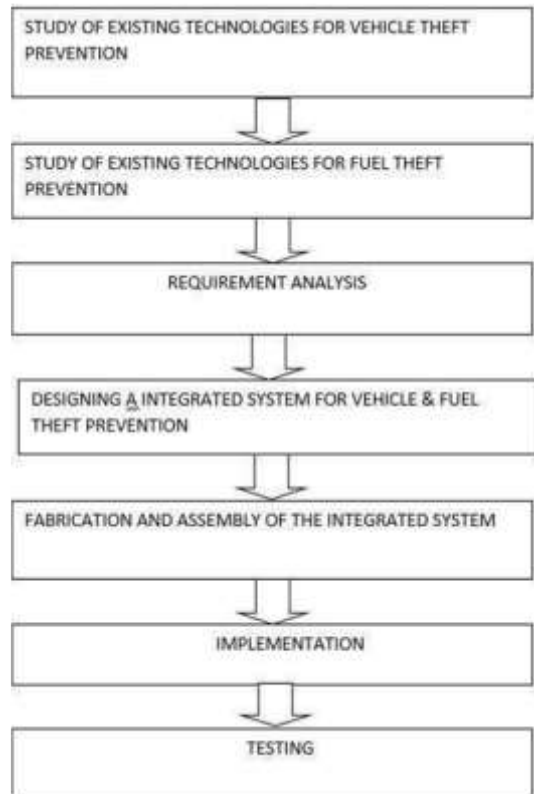 STUDY OF EXISTING TECHNOLOGIES FOR VEHICLE THEFT
PREVENTION
STUDY OF EXISTING TECHNOLOGIES FOR FUEL THEFT
PREVENTION
REQUIREMENT ANALYSIS
DESIGNING A INTEGRATED SYSTEM FOR VEHICLE & FUEL
THEFT PREVENTION
FABRICATION AND ASSEMBLY OF THE INTEGRATED SYSTEM
IMPLEMENTATION
TESTING